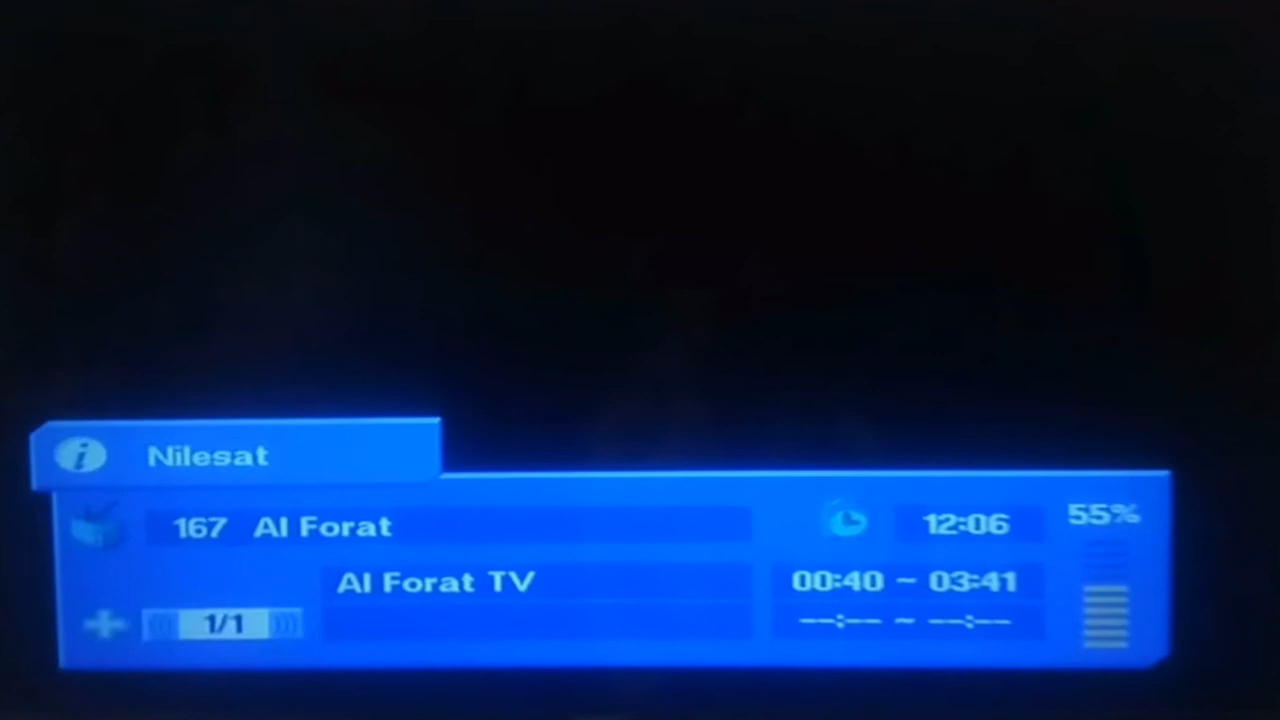 Nilesat
167 Al Forat
12:06
55%
Al Forat TV
00:40 ~ 03:41
1/1
--:-- ~ --:--